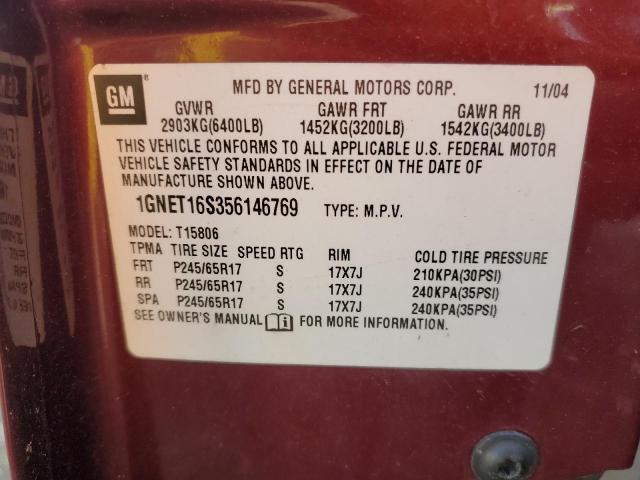 GM ® MFD BY GENERAL MOTORS CORP. 11/04
GVWR GAWR FRT GAWR RR
2903KG(6400LB) 1452KG(3200LB) 1542KG(3400LB)
THIS VEHICLE CONFORMS TO ALL APPLICABLE U.S. FEDERAL MOTOR
VEHICLE SAFETY STANDARDS IN EFFECT ON THE DATE OF
MANUFACTURE SHOWN ABOVE.
1GNET16S356146769 TYPE: M.P.V.
MODEL: T15806
TPMA TIRE SIZE SPEED RTG RIM COLD TIRE PRESSURE
FRT P245/65R17 S 17X7J 210KPA(30PSI)
RR P245/65R17 S 17X7J 240KPA(35PSI)
SPA P245/65R17 S 17X7J 240KPA(35PSI)
SEE OWNER'S MANUAL i FOR MORE INFORMATION.